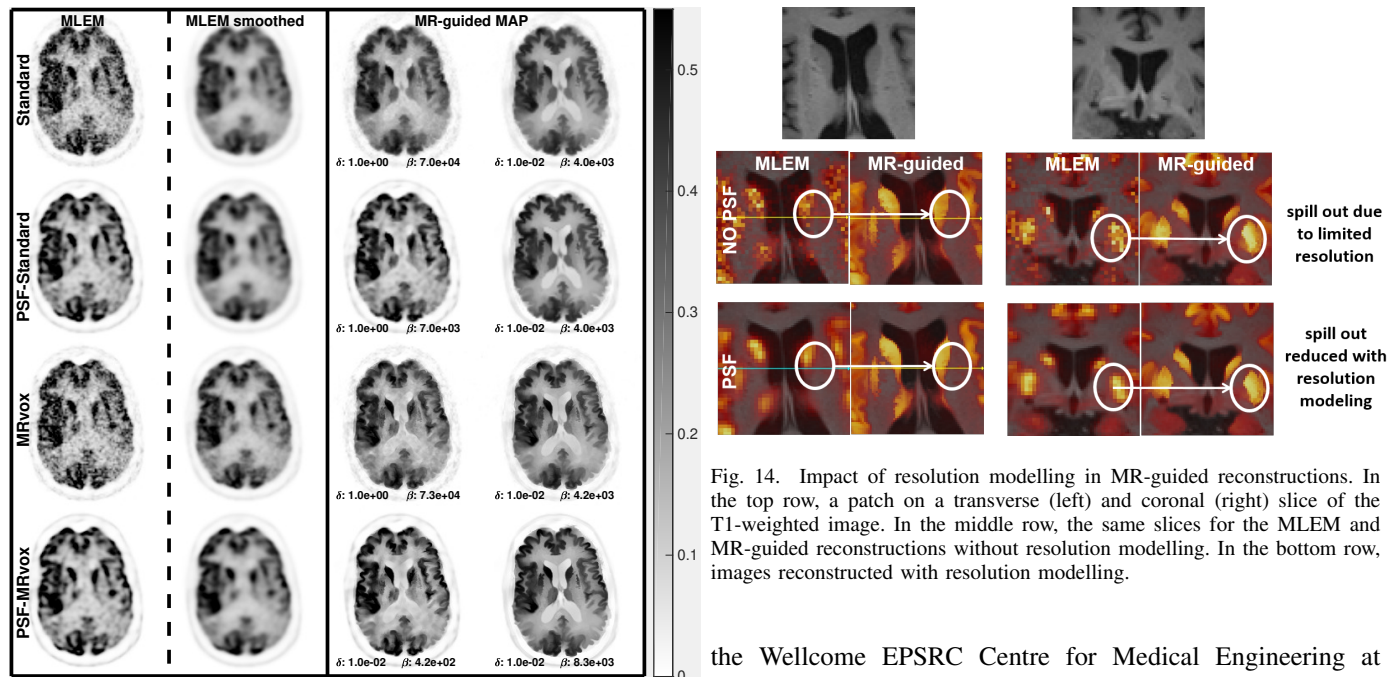 MLEM MLEM smoothed MR-guided MAP
Standard
δ: 1.0e+00 β: 7.0e+04 δ: 1.0e-02 β: 4.0e+03
PSF-Standard
δ: 1.0e+00 β: 7.0e+03 δ: 1.0e-02 β: 4.0e+03
MRvox
δ: 1.0e+00 β: 7.3e+04 δ: 1.0e-02 β: 4.2e+03
PSF-MRvox
δ: 1.0e-02 β: 4.2e+02 δ: 1.0e-02 β: 8.3e+03
0.5
0.4
0.3
0.2
0.1
0
MLEM MR-guided MLEM MR-guided
NO PSF
spill out due
to limited
resolution
PSF
spill out
reduced with
resolution
modeling
Fig. 14. Impact of resolution modelling in MR-guided reconstructions. In
the top row, a patch on a transverse (left) and coronal (right) slice of the
T1-weighted image. In the middle row, the same slices for the MLEM and
MR-guided reconstructions without resolution modelling. In the bottom row,
images reconstructed with resolution modelling.
the Wellcome EPSRC Centre for Medical Engineering at